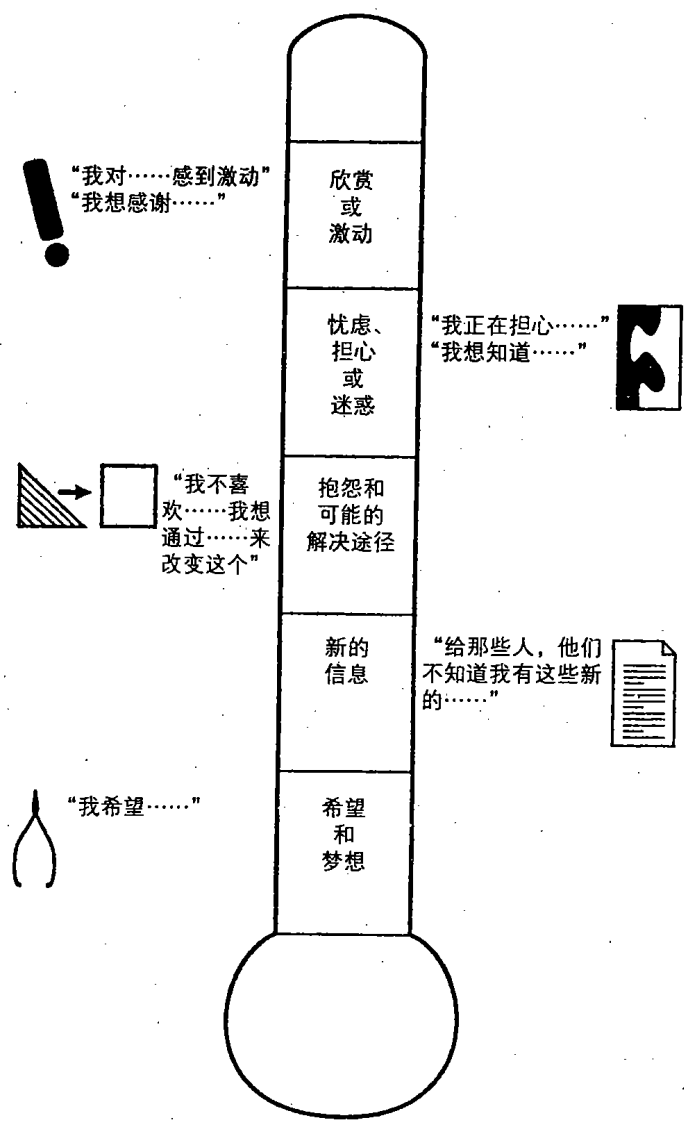 “我对……感到激动”
“我想感谢……”
欣赏
或
激动
忧虑、
担心
或
迷惑
“我正在担心……”
“我想知道……”
“我不喜
欢……我想
通过……来
改变这个”
抱怨和
可能的
解决途径
新的
信息
“给那些人，他们
不知道我有这些新
的……”
“我希望……”
希望
和
梦想